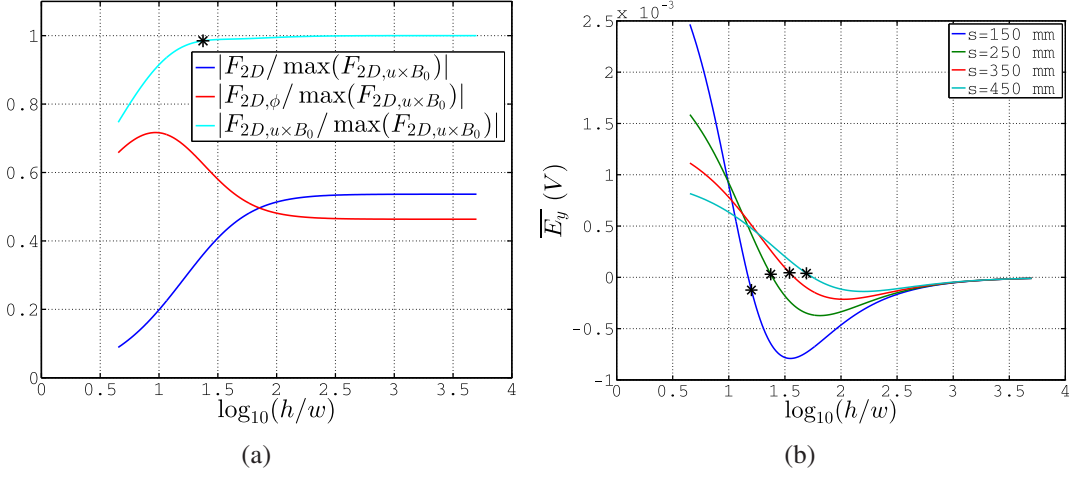 1
0.8
0.6
0.4
0.2
0
0 0.5 1 1.5 2 2.5 3 3.5 4
log₁₀(h/w)
|F₂D/ max(F₂D,u×B₀)|
|F₂D,ϕ/ max(F₂D,u×B₀)|
|F₂D,u×B₀/ max(F₂D,u×B₀)|
(a)
x 10⁻³
2.5
2
1.5
1
0.5
0
−0.5
−1
E̅y̅ (V)
0 0.5 1 1.5 2 2.5 3 3.5 4
log₁₀(h/w)
s=150 mm
s=250 mm
s=350 mm
s=450 mm
(b)